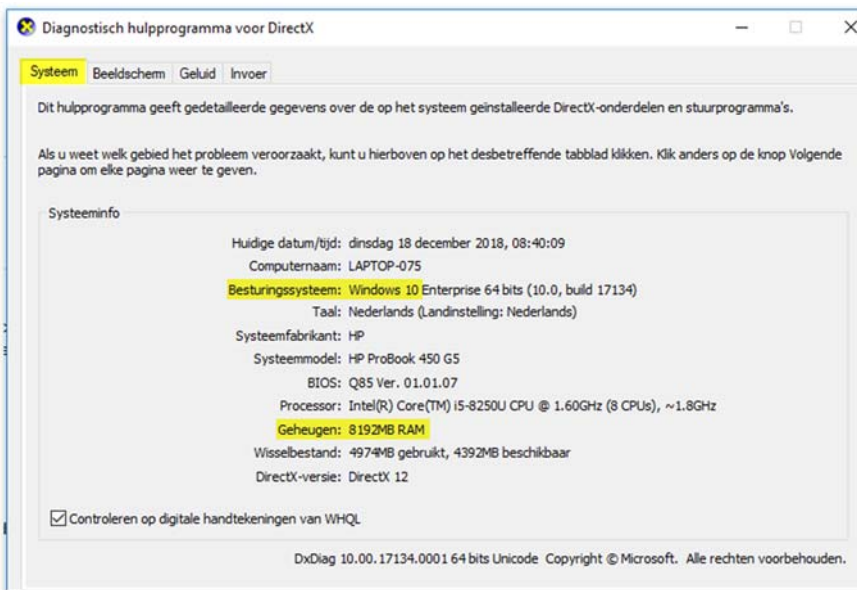 Diagnostisch hulpprogramma voor DirectX
Systeem Beeldscherm Geluid Invoer
Dit hulpprogramma geeft gedetailleerde gegevens over de op het systeem geïnstalleerde DirectX-onderdelen en stuurprogramma's.
Als u weet welk gebied het probleem veroorzaakt, kunt u hierboven op het desbetreffende tabblad klikken. Klik anders op de knop Volgende
pagina om elke pagina weer te geven.
Systeeminfo
Huidige datum/tijd: dinsdag 18 december 2018, 08:40:09
Computernaam: LAPTOP-075
Besturingssysteem: Windows 10 Enterprise 64 bits (10.0, build 17134)
Taal: Nederlands (Landinstelling: Nederlands)
Systeemfabrikant: HP
Systeemmodel: HP ProBook 450 G5
BIOS: Q85 Ver. 01.01.07
Processor: Intel(R) Core(TM) i5-8250U CPU @ 1.60GHz (8 CPUs), ~1.8GHz
Geheugen: 8192MB RAM
Wisselbestand: 4974MB gebruikt, 4392MB beschikbaar
DirectX-versie: DirectX 12
Controleren op digitale handtekeningen van WHQL
DxDiag 10.00.17134.0001 64 bits Unicode Copyright © Microsoft. Alle rechten voorbehouden.